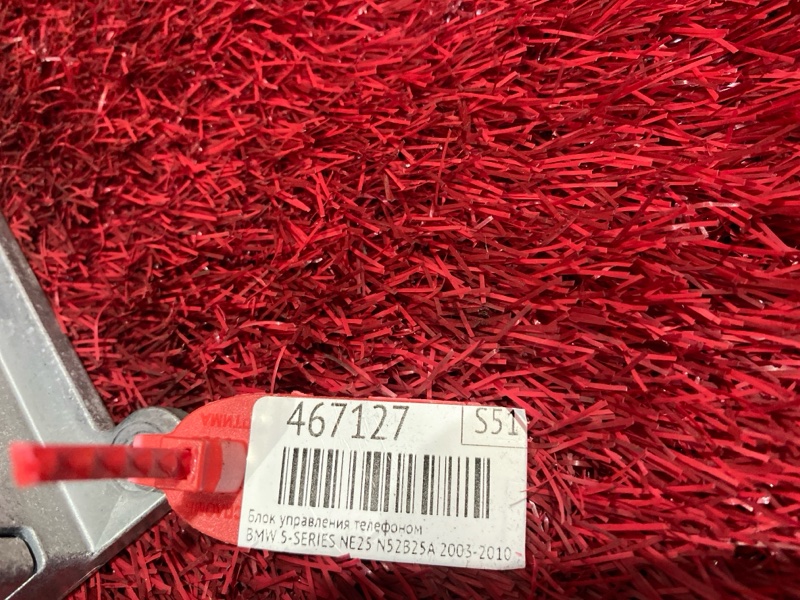 467127 S51
Блок управления телефоном
BMW 5-SERIES NE25 N52B25A 2003-2010